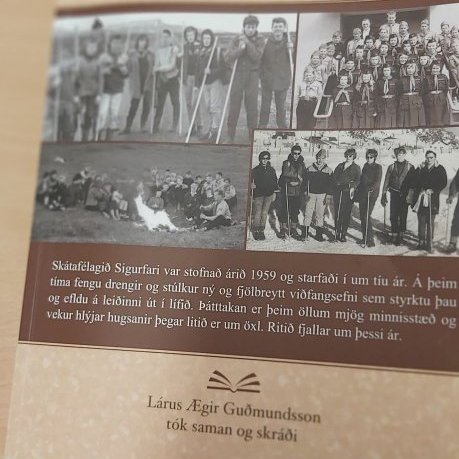 Skátafélagið Sigurfari var stofnað árið 1959 og starfaði í um tíu ár. Á þeim
tíma fengu drengir og stúlkur ný og fjölbreytt viðfangsefni sem styrktu þau
og efldu á leiðinni út í lífið. Þátttakan er þeim öllum mjög minnisstæð og
vekur hlýjar hugsanir þegar litið er um öxl. Ritið fjallar um þessi ár.
Lárus Ægir Guðmundsson
tók saman og skráði